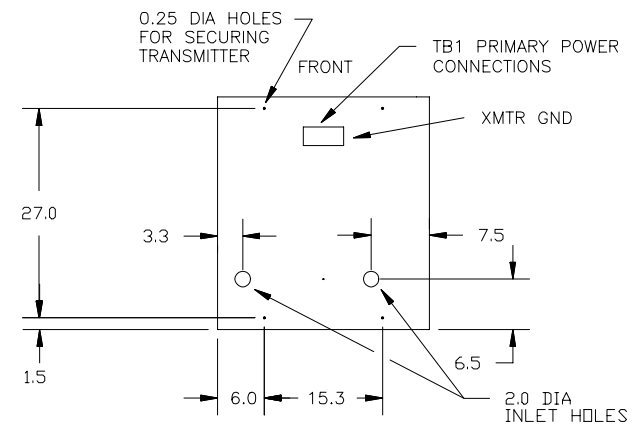 0.25 DIA HOLES
FOR SECURING
TRANSMITTER
FRONT
TB1 PRIMARY POWER
CONNECTIONS
XMTR GND
27.0
3.3
7.5
1.5
6.5
6.0
15.3
2.0 DIA
INLET HOLES